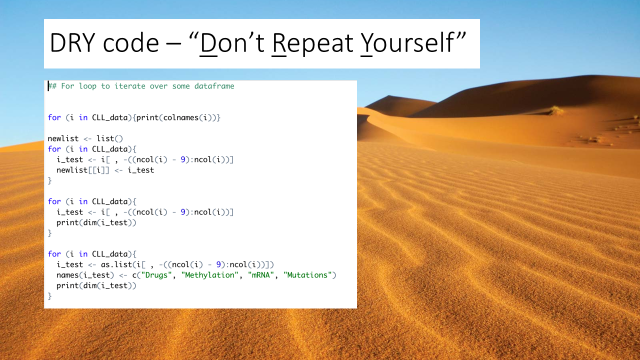 DRY code – “Don’t Repeat Yourself”
## For loop to iterate over some dataframe
for (i in CLL_data){print(colnames(i))}
newlist <- list()
for (i in CLL_data){
  i_test <- i[ , -((ncol(i) - 9):ncol(i))]
  newlist[[i]] <- i_test
}
for (i in CLL_data){
  i_test <- i[ , -((ncol(i) - 9):ncol(i))]
  print(dim(i_test))
}
for (i in CLL_data){
  i_test <- as.list(i[ , -((ncol(i) - 9):ncol(i))])
  names(i_test) <- c("Drugs", "Methylation", "mRNA", "Mutations")
  print(dim(i_test))
}